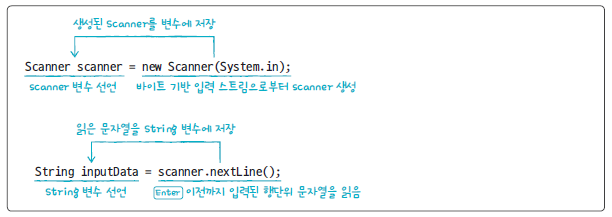 생성된 Scanner를 변수에 저장
Scanner scanner = new Scanner(System.in);
scanner 변수 선언 바이트 기반 입력 스트림으로부터 scanner 생성
읽은 문자열을 String 변수에 저장
String inputData = scanner.nextLine();
String 변수 선언 Enter 이전까지 입력된 행단위 문자열을 읽음